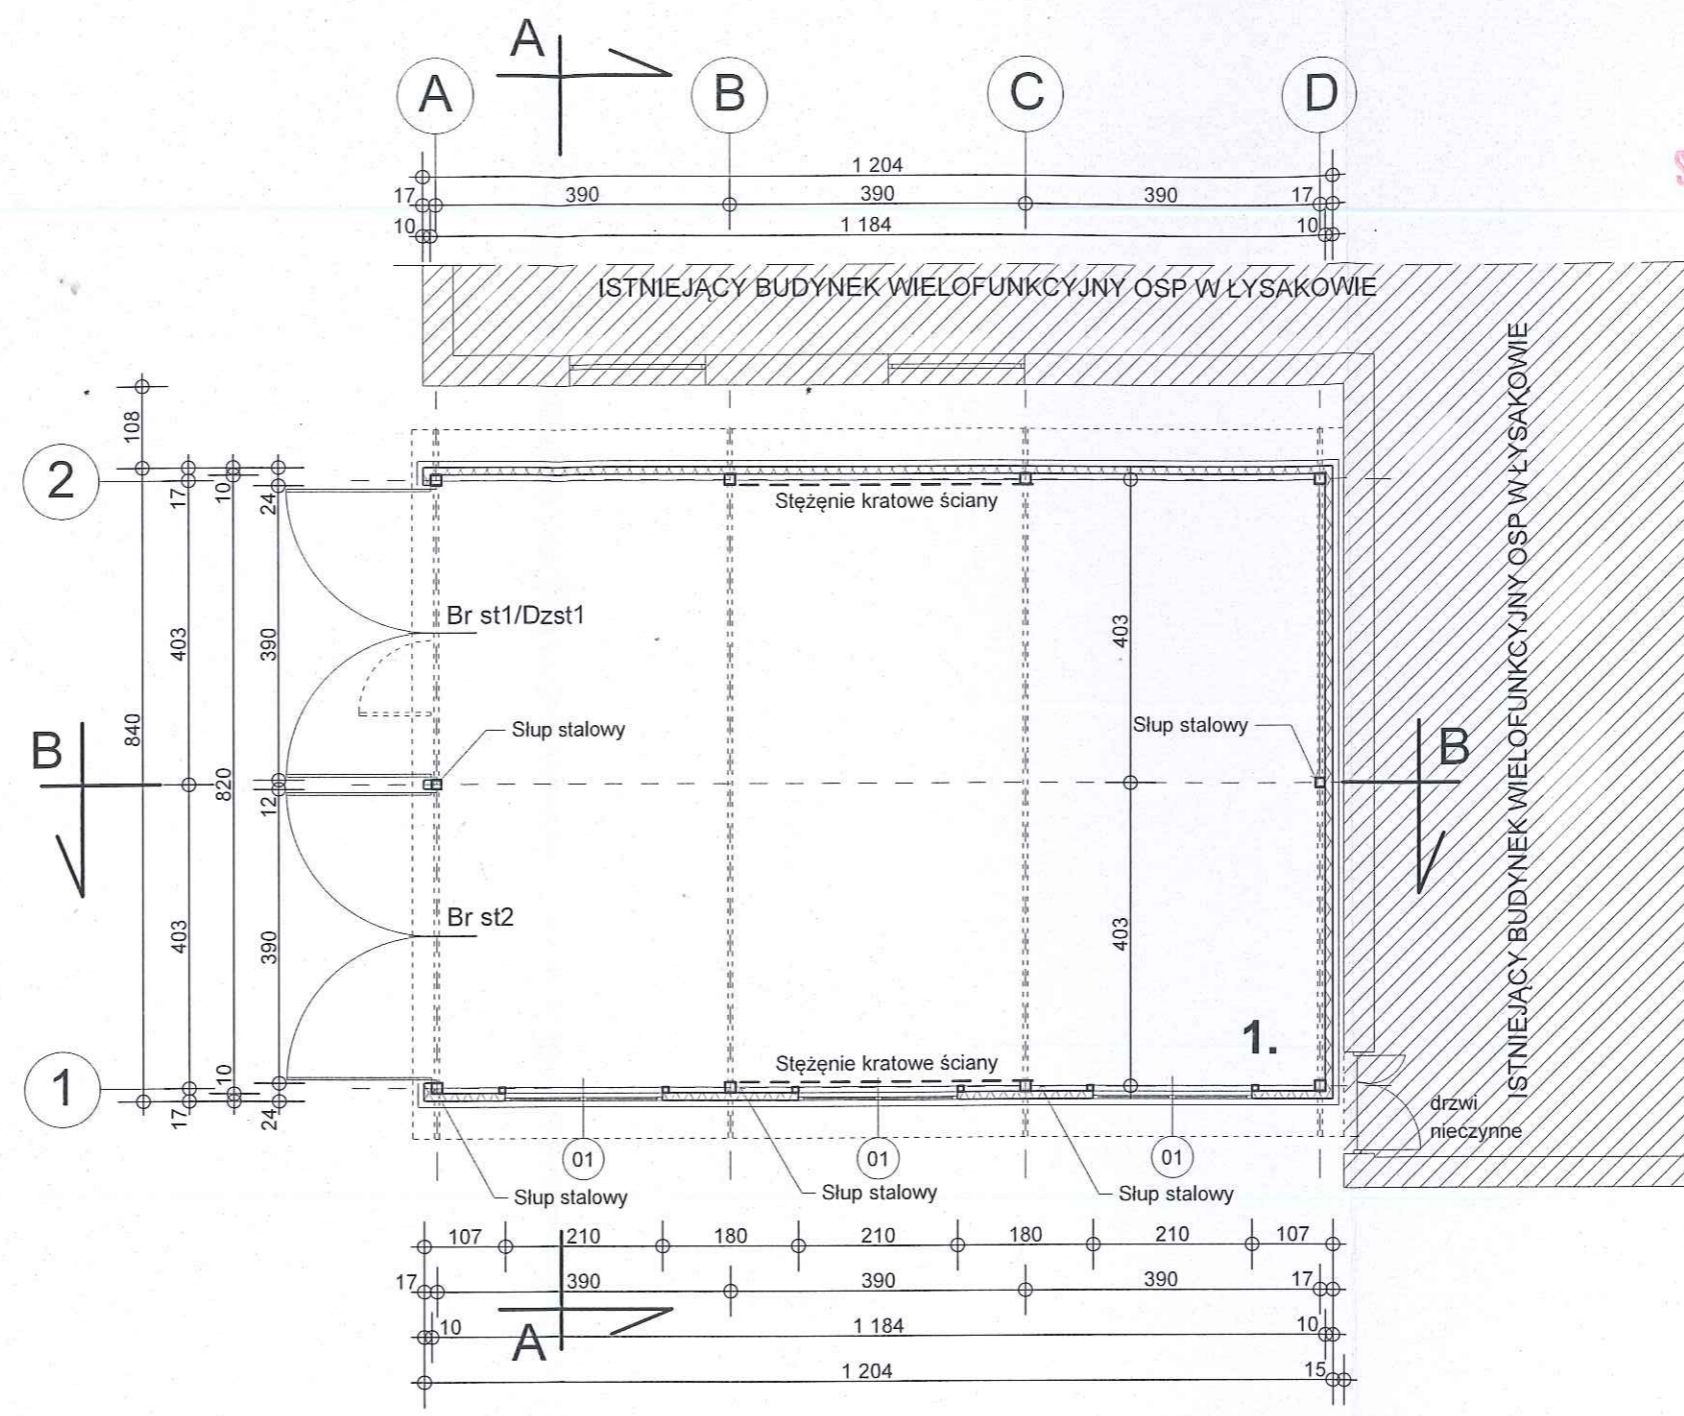 A
A B C D
1 204
17 390 390 390 17
10 1 184 10
ISTNIEJĄCY BUDYNEK WIELOFUNKCYJNY OSP W ŁYSAKOWIE
ISTNIEJĄCY BUDYNEK WIELOFUNKCYJNY OSP W ŁYSAKOWIE
108
2
17
10
24
Stężenie kratowe ściany
403
390
403
Br st1/Dzst1
Słup stalowy
Słup stalowy
B
840
820
12
B
403
390
403
Br st2
1.
Stężenie kratowe ściany
1
10
17
24
drzwi
nieczynne
01 01 01
Słup stalowy
Słup stalowy
Słup stalowy
107 210 180 210 180 210 107
17 390 390 390 17
10 1 184 10
A
1 204 15